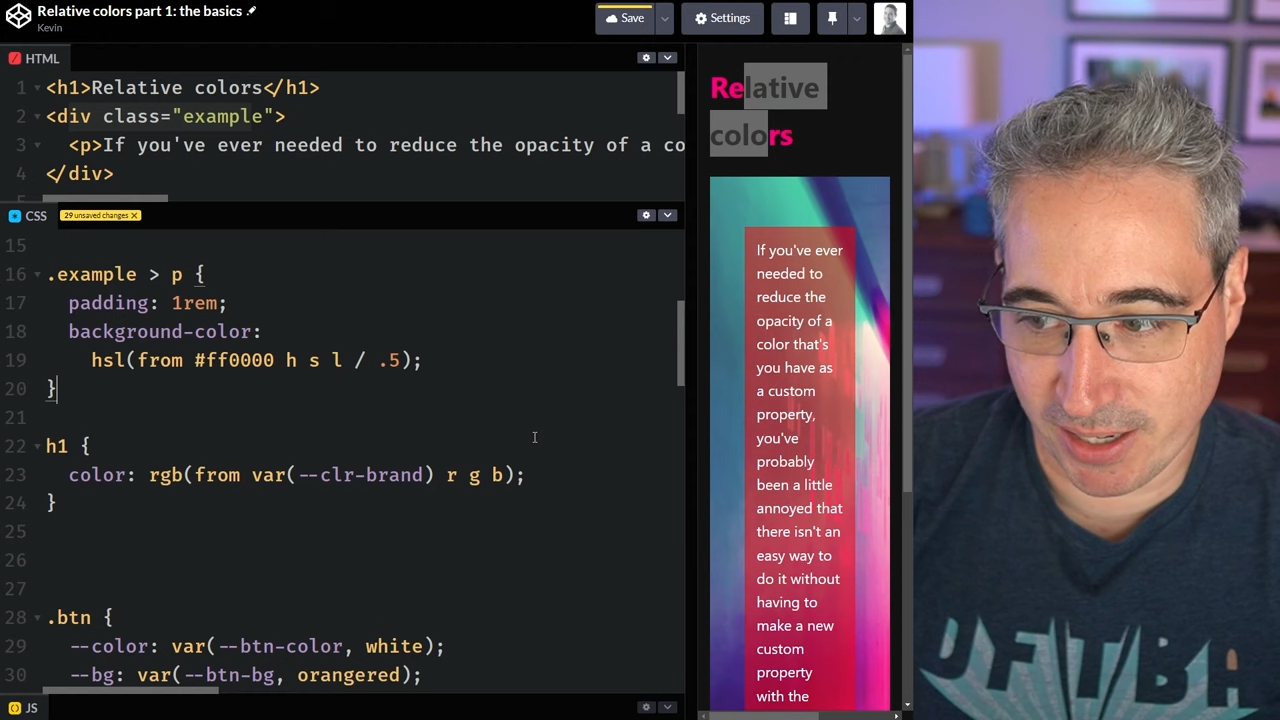 Relative colors part 1: the basics
Kevin
Save
Settings
HTML
1 <h1>Relative colors</h1>
2 <div class="example">
3 <p>If you've ever needed to reduce the opacity of a co
4 </div>
5
CSS
29 unsaved changes X
15
16 .example > p {
17 padding: 1rem;
18 background-color:
19 hsl(from #ff0000 h s l / .5);
20 }
21
22 h1 {
23 color: rgb(from var(--clr-brand) r g b);
24 }
25
26
27
28 .btn {
29 --color: var(--btn-color, white);
30 --bg: var(--btn-bg, orangered);
JS
Relative
colors
If you've ever
needed to
reduce the
opacity of a
color that's
you have as
a custom
property,
you've
probably
been a little
annoyed that
there isn't an
easy way to
do it without
having to
make a new
custom
property
with the
DFTBA